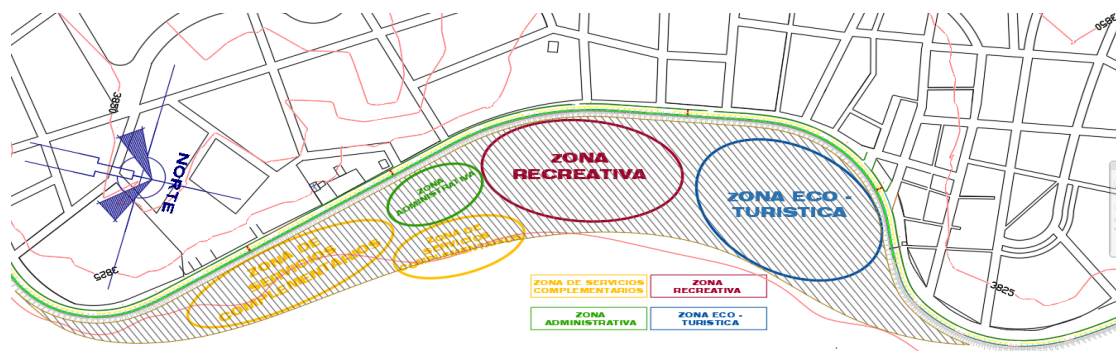 3850
3880
NORTE
3825
ZONA
ADMINISTRATIVA
ZONA
RECREATIVA
ZONA ECO -
TURISTICA
ZONA DE
SERVICIOS
COMPLEMENTARIOS
ZONA DE
SERVICIOS
COMPLEMENTARIOS
ZONA DE SERVICIOS
COMPLEMENTARIOS
ZONA
RECREATIVA
ZONA
ADMINISTRATIVA
ZONA ECO -
TURISTICA
3825